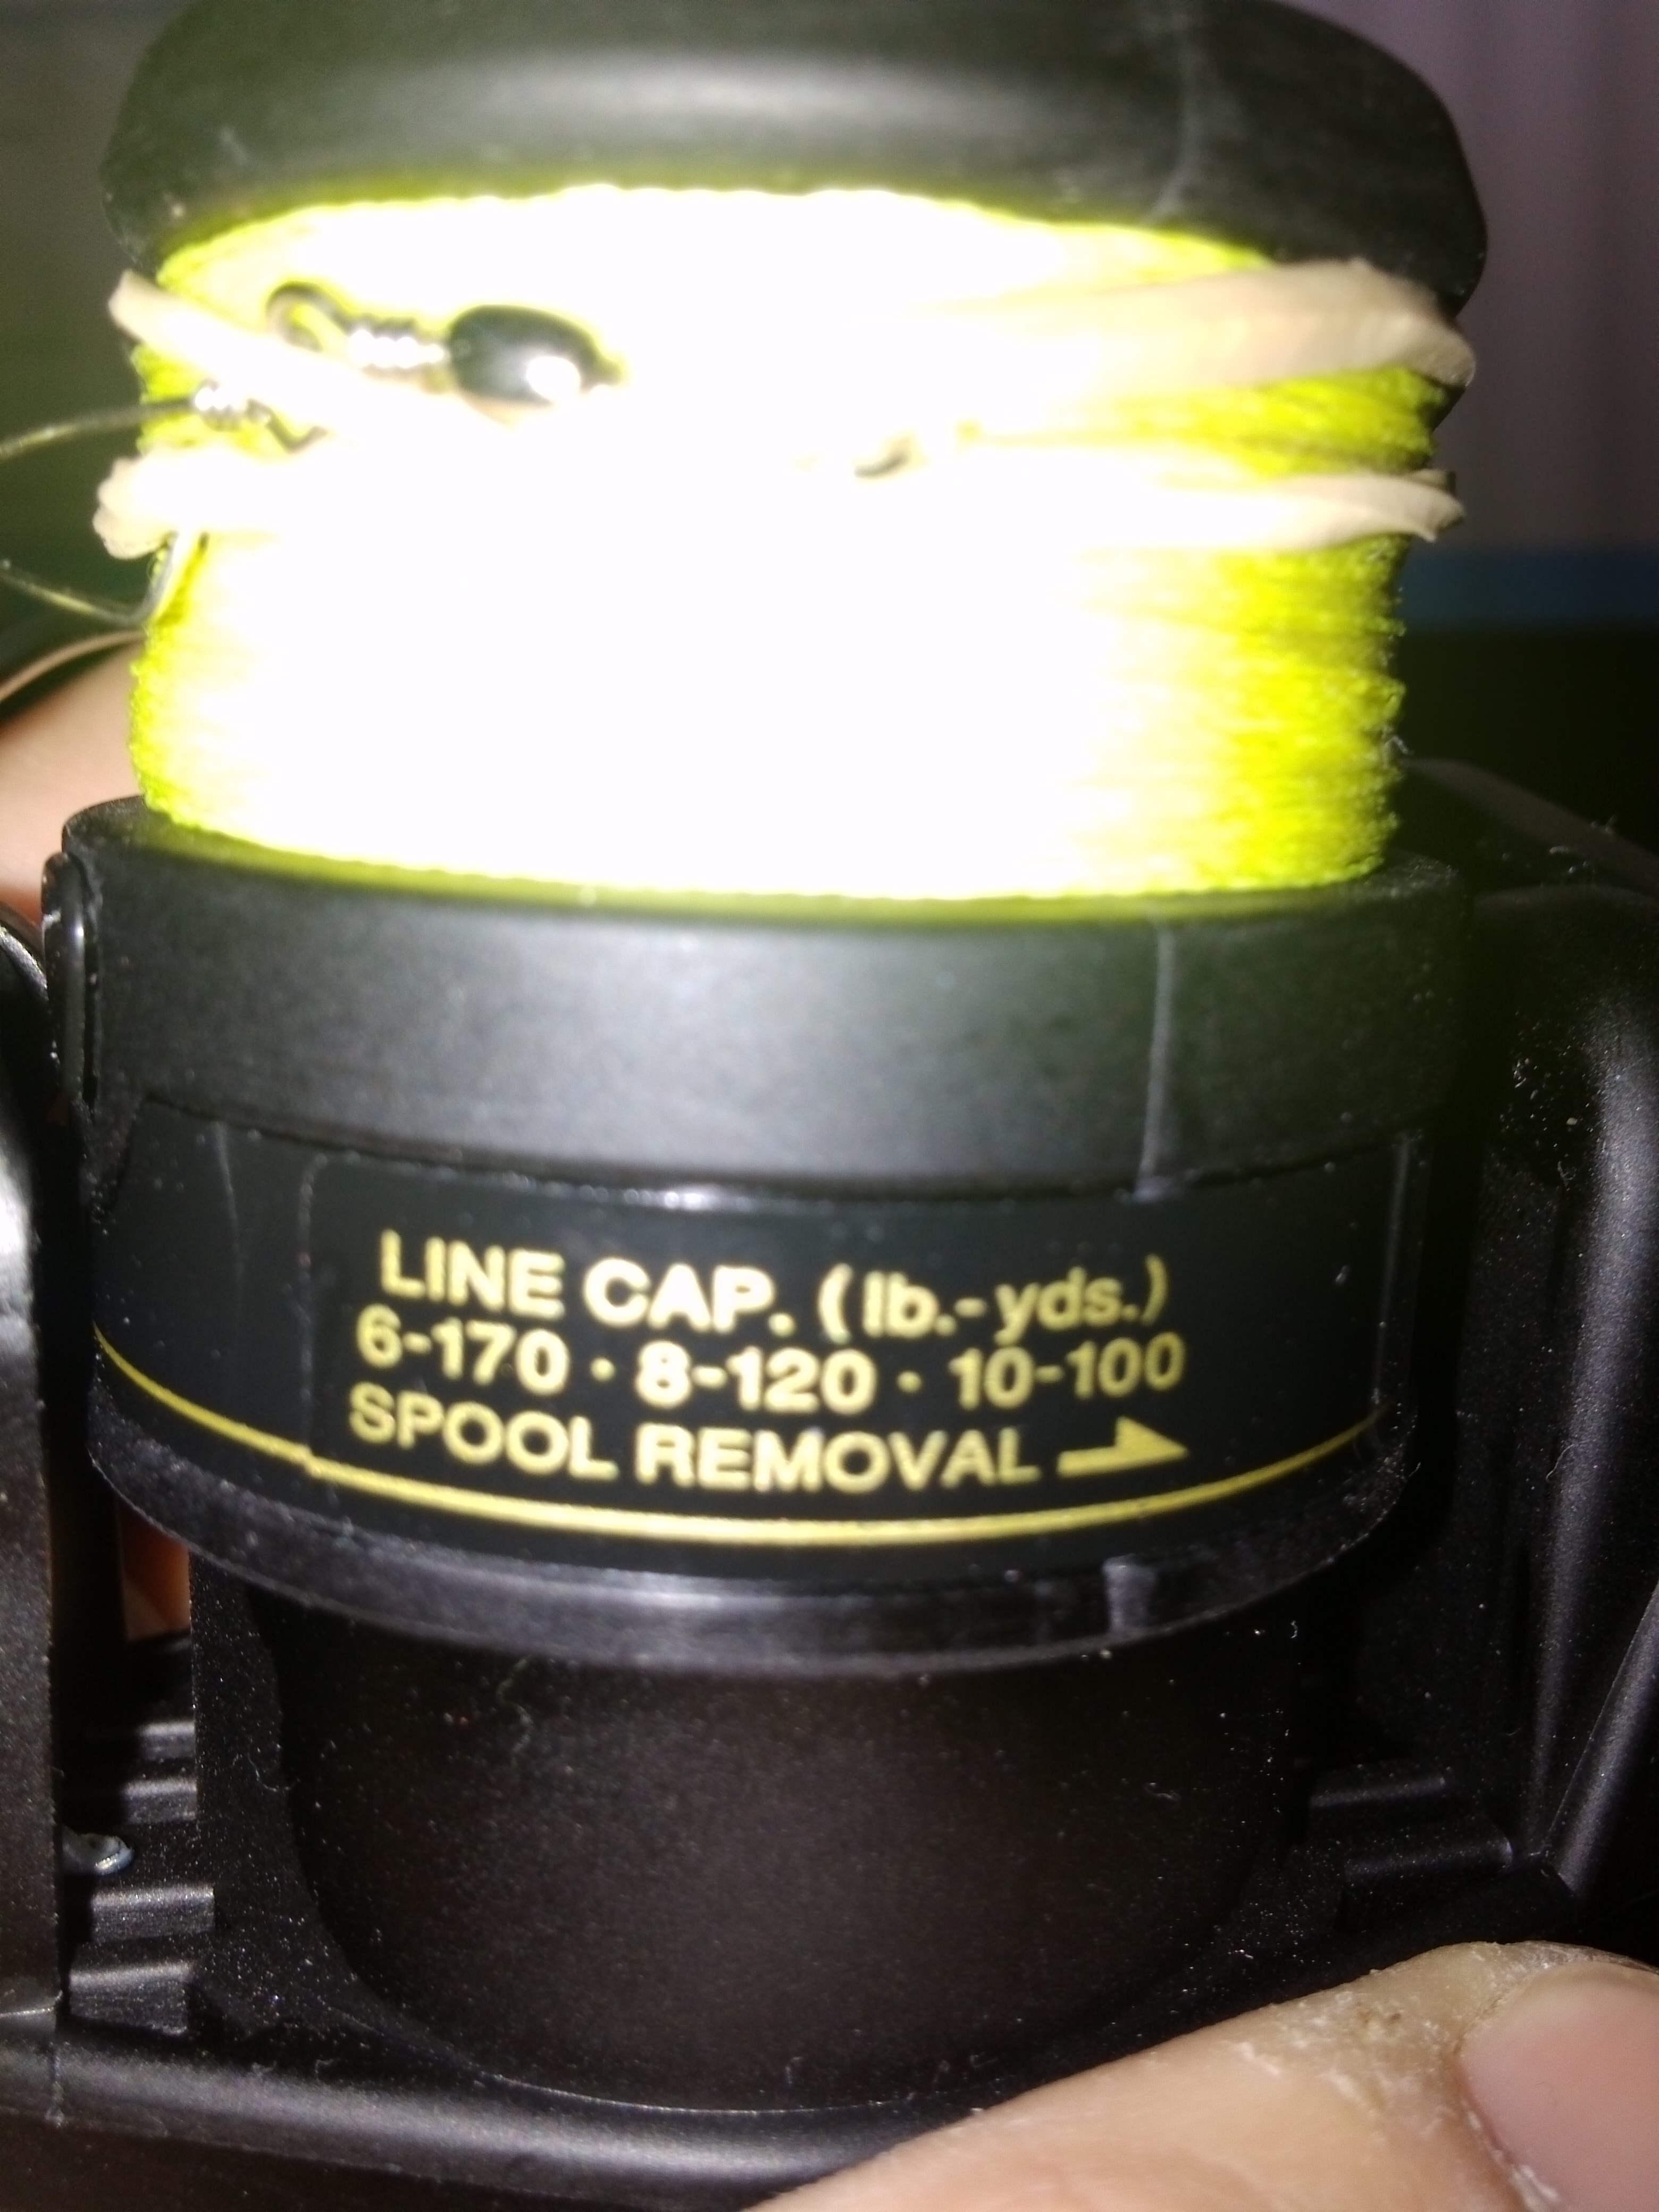 LINE CAP. (lb.-yds.)
6-170 · 8-120 · 10-100
SPOOL REMOVAL